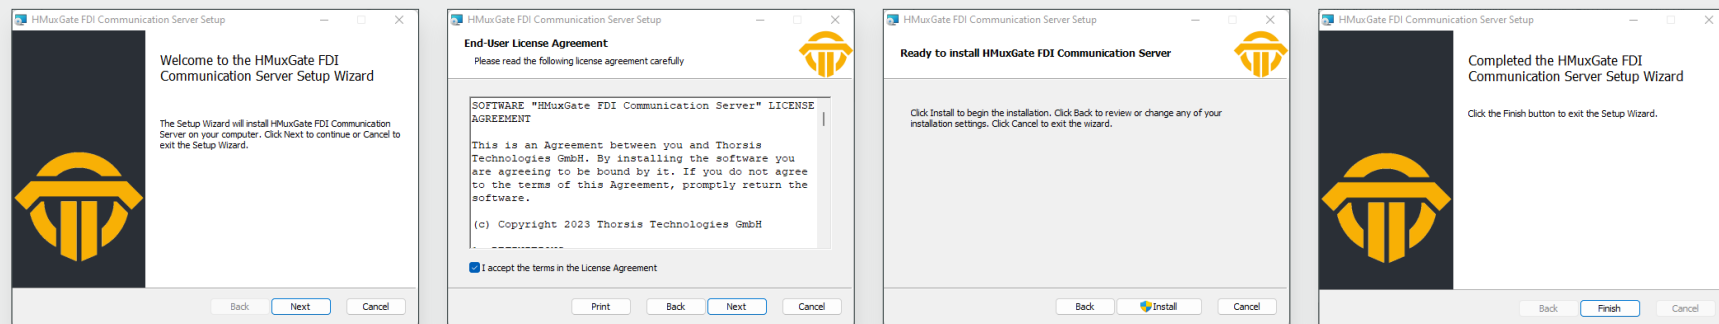 HMuxGate FDI Communication Server Setup
Welcome to the HMuxGate FDI
Communication Server Setup Wizard
The Setup Wizard will install HMuxGate FDI Communication
Server on your computer. Click Next to continue or Cancel to
exit the Setup Wizard.
Back Next Cancel
HMuxGate FDI Communication Server Setup
End-User License Agreement
Please read the following license agreement carefully
SOFTWARE "HMuxGate FDI Communication Server" LICENSE
AGREEMENT
This is an Agreement between you and Thorsis
Technologies GmbH. By installing the software you
are agreeing to be bound by it. If you do not agree
to the terms of this Agreement, promptly return the
software.
(c) Copyright 2023 Thorsis Technologies GmbH
I accept the terms in the License Agreement
Print Back Next Cancel
HMuxGate FDI Communication Server Setup
Ready to install HMuxGate FDI Communication Server
Click Install to begin the installation. Click Back to review or change any of your
installation settings. Click Cancel to exit the wizard.
Back Install Cancel
HMuxGate FDI Communication Server Setup
Completed the HMuxGate FDI
Communication Server Setup Wizard
Click the Finish button to exit the Setup Wizard.
Back Finish Cancel